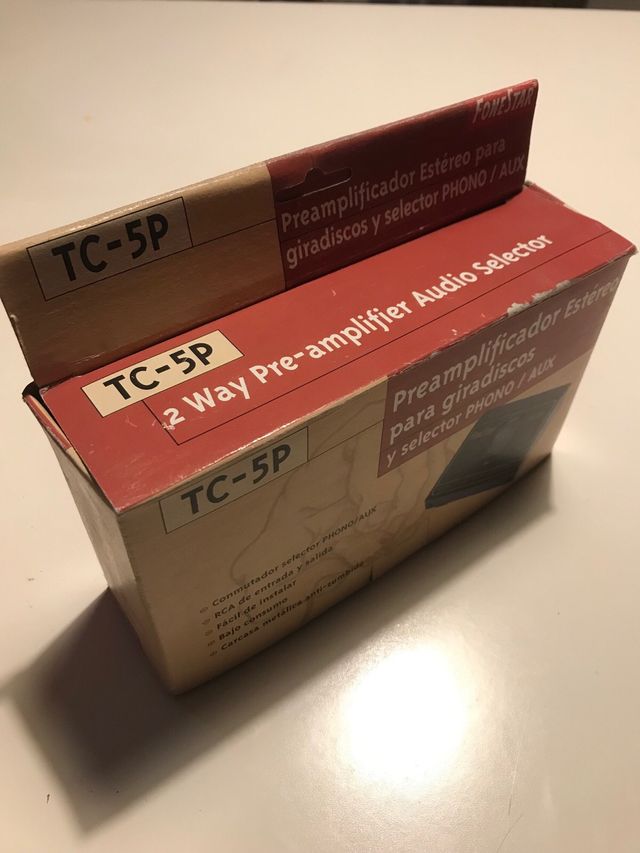 FONESTAR
TC-5P
Preamplificador Estéreo para
giradiscos y selector PHONO / AUX
TC-5P
2 Way Pre-amplifier Audio Selector
TC-5P
Preamplificador Estéreo
para giradiscos
y selector PHONO / AUX
Conmutador selector PHONO/AUX
RCA de entrada y salida
Fácil de instalar
Bajo consumo
Carcasa metálica anti-zumbido